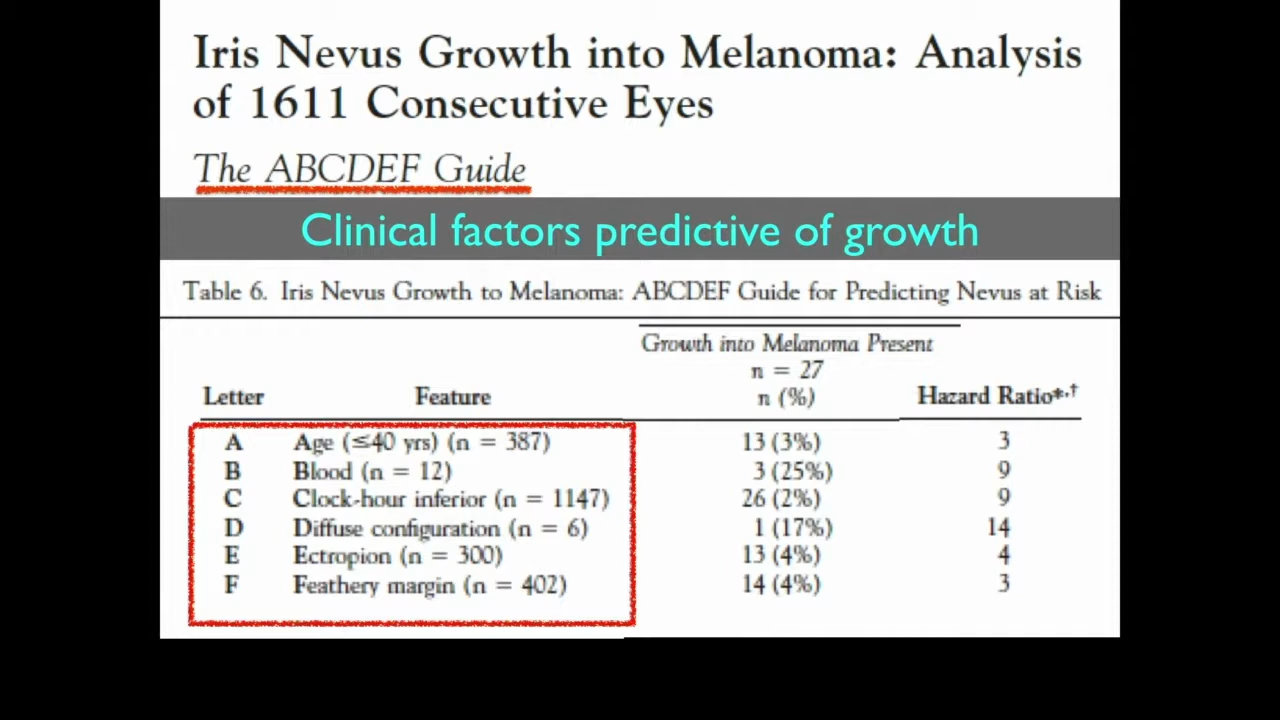 Iris Nevus Growth into Melanoma: Analysis
of 1611 Consecutive Eyes
The ABCDEF Guide
Clinical factors predictive of growth
Table 6. Iris Nevus Growth to Melanoma: ABCDEF Guide for Predicting Nevus at Risk
Growth into Melanoma Present
n = 27
Letter Feature n (%) Hazard Ratio*,†
A Age (≤40 yrs) (n = 387) 13 (3%) 3
B Blood (n = 12) 3 (25%) 9
C Clock-hour inferior (n = 1147) 26 (2%) 9
D Diffuse configuration (n = 6) 1 (17%) 14
E Ectropion (n = 300) 13 (4%) 4
F Feathery margin (n = 402) 14 (4%) 3